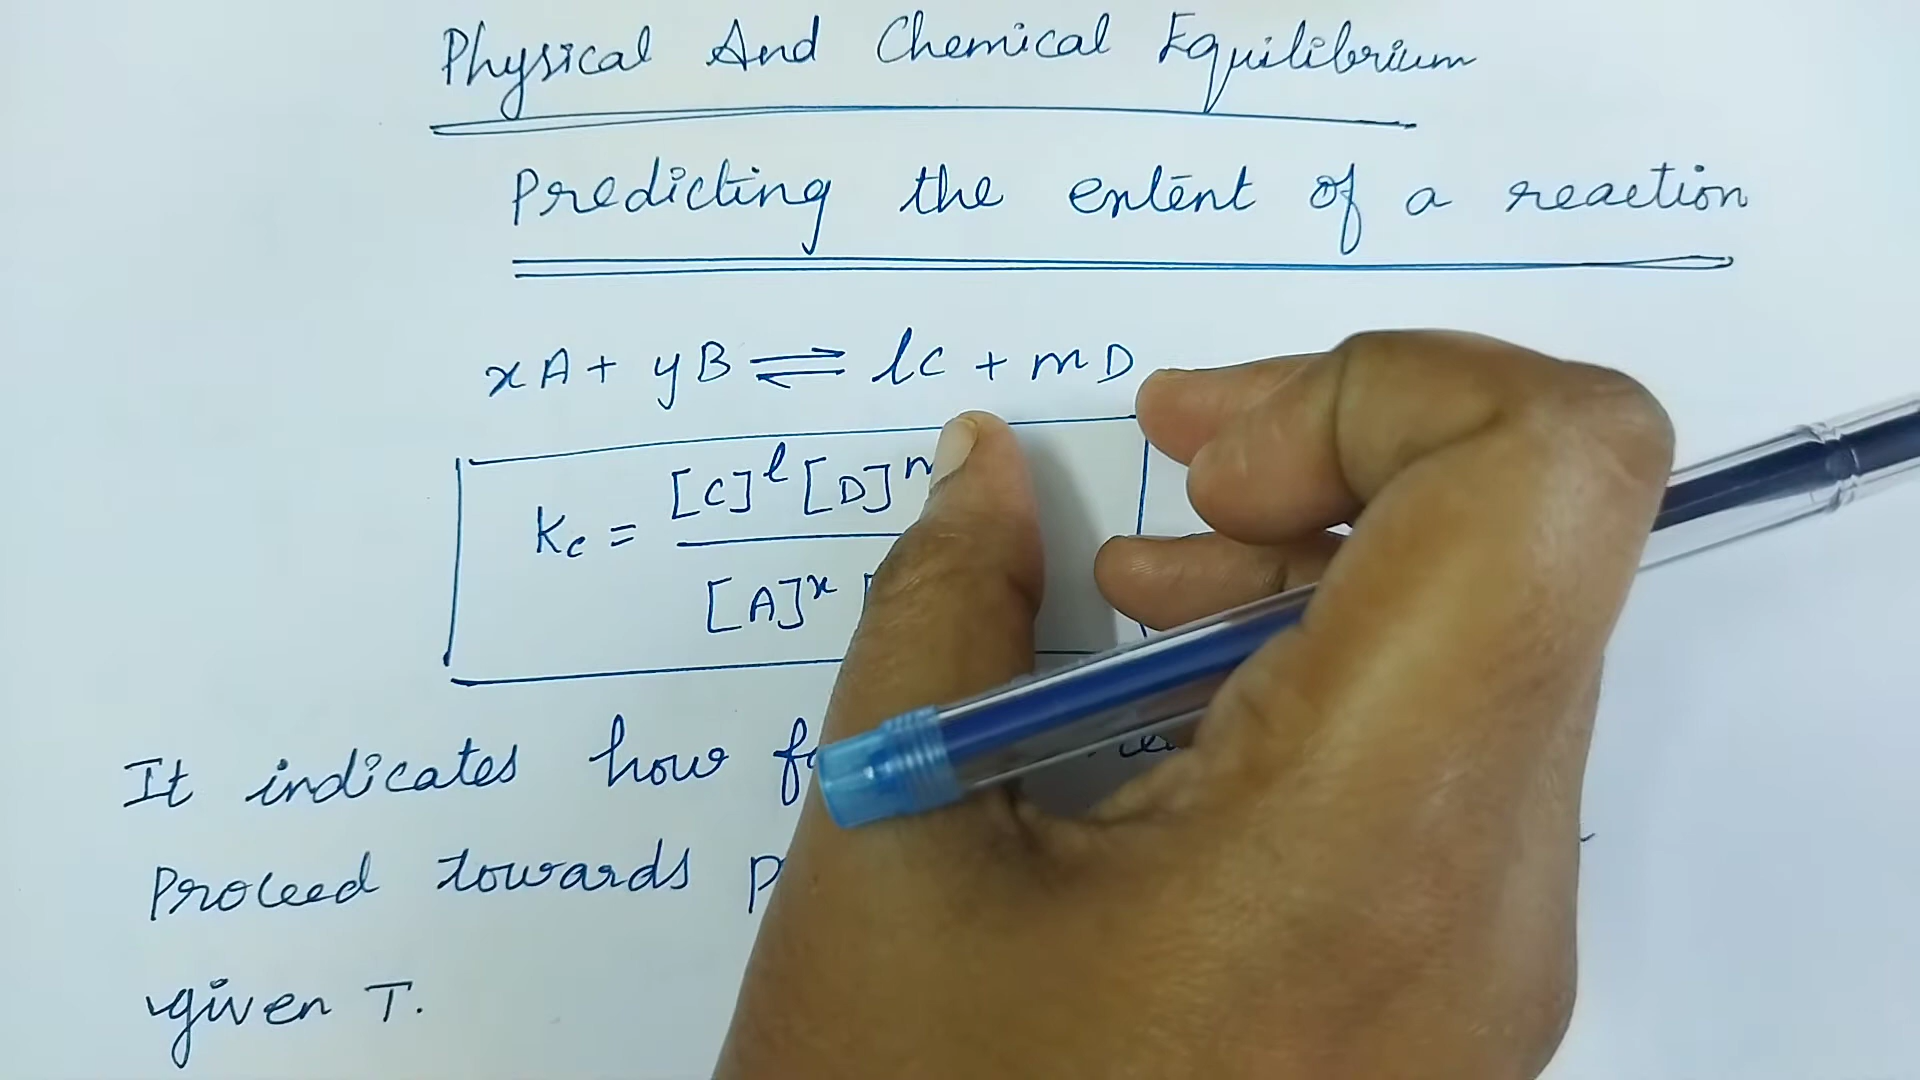 Physical And Chemical Equilibrium
Predicting the extent of a reaction
xA + yB ⇌ lC + mD
Kc = [C]^l [D]^m / [A]^x
It indicates how
Proceed towards
given T.